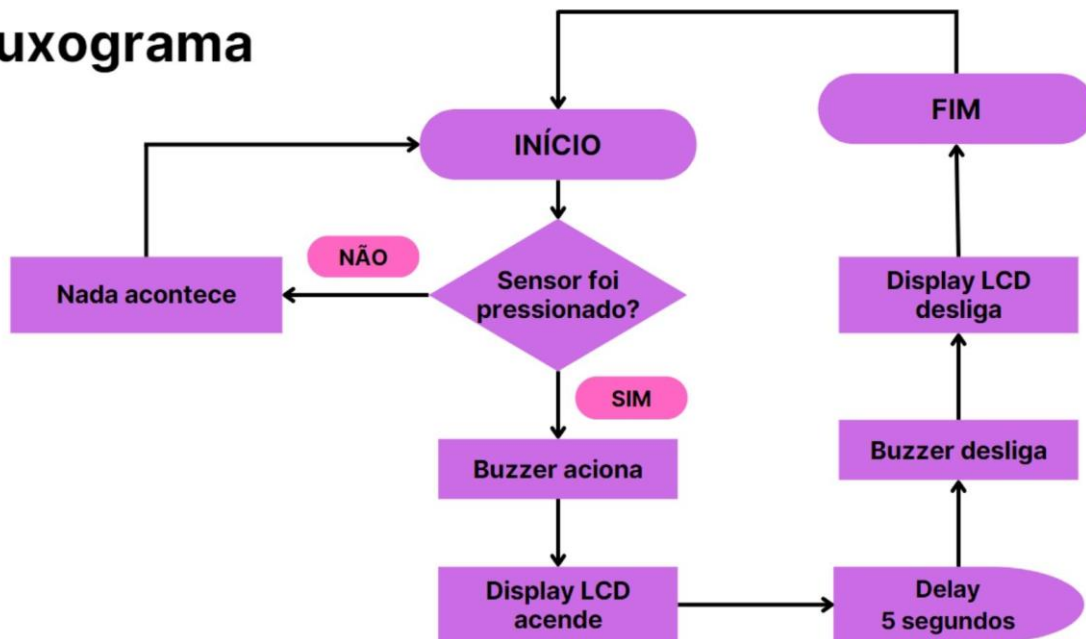 uxograma
INÍCIO
FIM
NÃO
Nada acontece
Sensor foi
pressionado?
SIM
Buzzer aciona
Display LCD
acende
Delay
5 segundos
Buzzer desliga
Display LCD
desliga